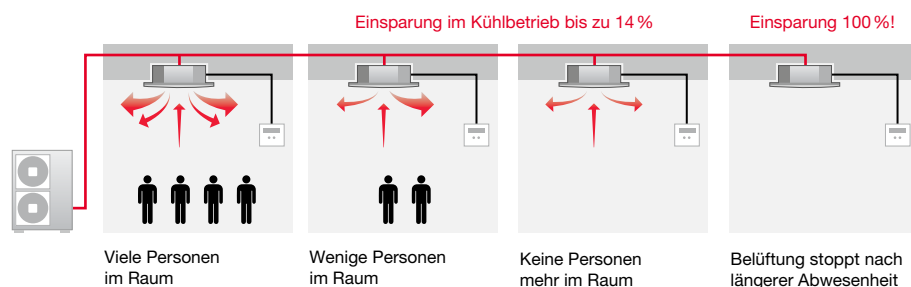 Einsparung im Kühlbetrieb bis zu 14 %
Einsparung 100 %!
Viele Personen
im Raum
Wenige Personen
im Raum
Keine Personen
mehr im Raum
Belüftung stoppt nach
längerer Abwesenheit